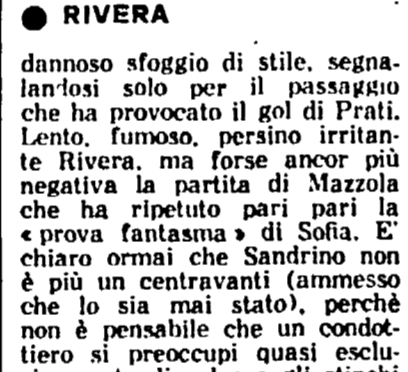 ● RIVERA
dannoso sfoggio di stile, segna-
landosi solo per il passaggio
che ha provocato il gol di Prati.
Lento, fumoso, persino irritan-
te Rivera, ma forse ancor più
negativa la partita di Mazzola
che ha ripetuto pari pari la
« prova fantasma » di Sofia. E'
chiaro ormai che Sandrino non
è più un centravanti (ammesso
che lo sia mai stato), perchè
non è pensabile che un condot-
tiero si preoccupi quasi esclu-